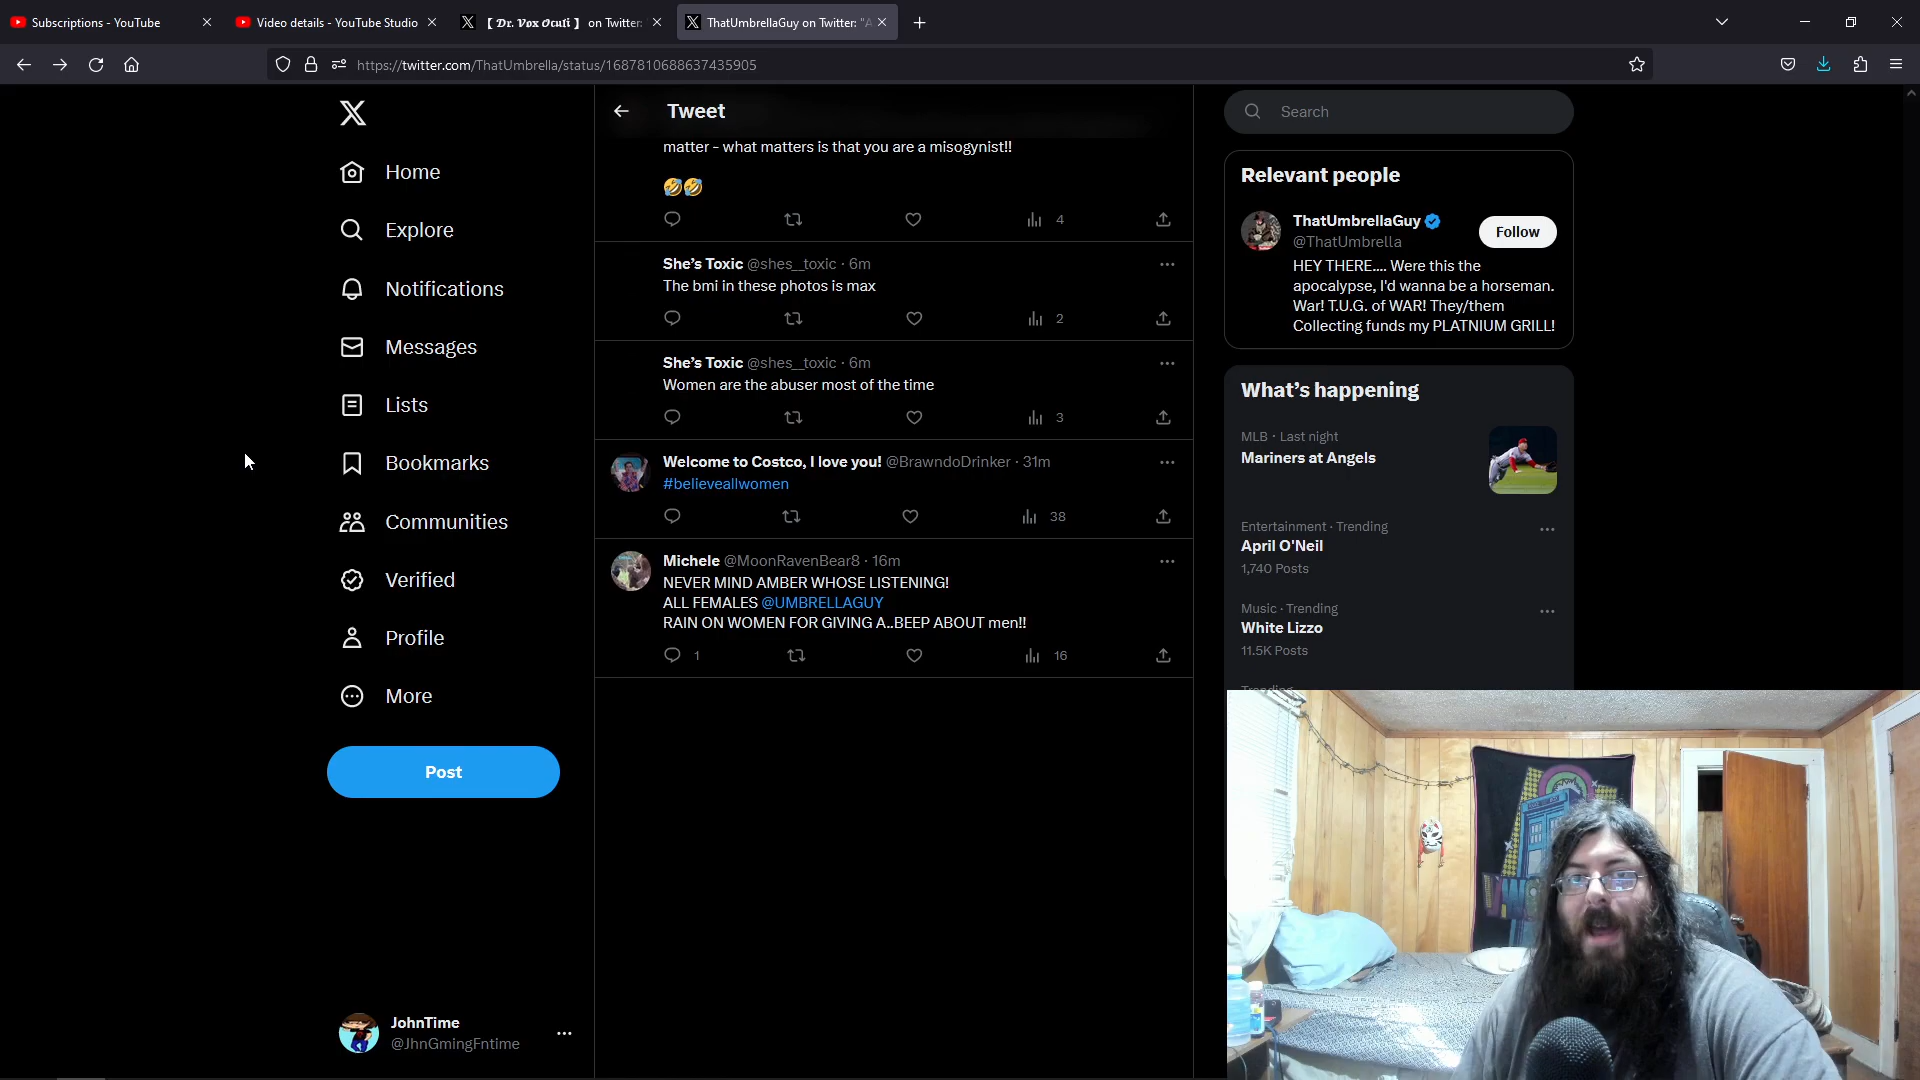 Subscriptions - YouTube
Video details - YouTube Studio
【 𝓓𝓻. 𝓥𝓸𝔁 𝓞𝓬𝓾𝓵𝓲 】 on Twitter:
ThatUmbrellaGuy on Twitter: "A
https://twitter.com/ThatUmbrella/status/1687810688637435905
Home
Explore
Notifications
Messages
Lists
Bookmarks
Communities
Verified
Profile
More
Post
JohnTime
@JhnGmingFntime
Tweet
matter - what matters is that you are a misogynist!!
🤣🤣
4
She's Toxic @shes__toxic · 6m
The bmi in these photos is max
2
She's Toxic @shes__toxic · 6m
Women are the abuser most of the time
3
Welcome to Costco, I love you! @BrawndoDrinker · 31m
#believeallwomen
38
Michele @MoonRavenBear8 · 16m
NEVER MIND AMBER WHOSE LISTENING!
ALL FEMALES @UMBRELLAGUY
RAIN ON WOMEN FOR GIVING A..BEEP ABOUT men!!
1
16
Search
Relevant people
ThatUmbrellaGuy
@ThatUmbrella
Follow
HEY THERE.... Were this the
apocalypse, I'd wanna be a horseman.
War! T.U.G. of WAR! They/them
Collecting funds my PLATNIUM GRILL!
What's happening
MLB · Last night
Mariners at Angels
Entertainment · Trending
April O'Neil
1,740 Posts
Music · Trending
White Lizzo
11.5K Posts
Trending